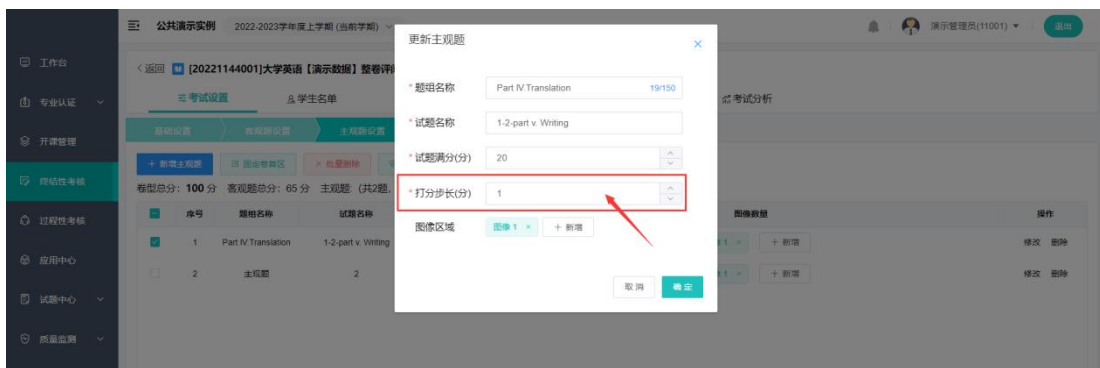 公共演示实例 2022-2023学年度上学期 (当前学期)
演示管理员(11001) 退出
工作台
专业认证
开课管理
终结性考核
过程性考核
应用中心
试题中心
质量监测
<返回 [20221144001]大学英语【演示数据】整卷评
考试设置 学生名单 考试分析
基础设置 客观题设置 主观题设置
+ 新增主观题 圈出卷面区 × 批量删除
卷型总分：100 分 客观题总分：65 分 主观题（共2题,
序号 题组名称 试题名称 图像数量 操作
1 Part IV.Translation 1-2-part v. Writing 1 × + 新增 修改 删除
2 主观题 2 1 × + 新增 修改 删除
更新主观题 ×
* 题组名称 Part IV.Translation 19/150
* 试题名称 1-2-part v. Writing
* 试题满分(分) 20
* 打分步长(分) 1
图像区域 图像 1 × + 新增
取消 确定